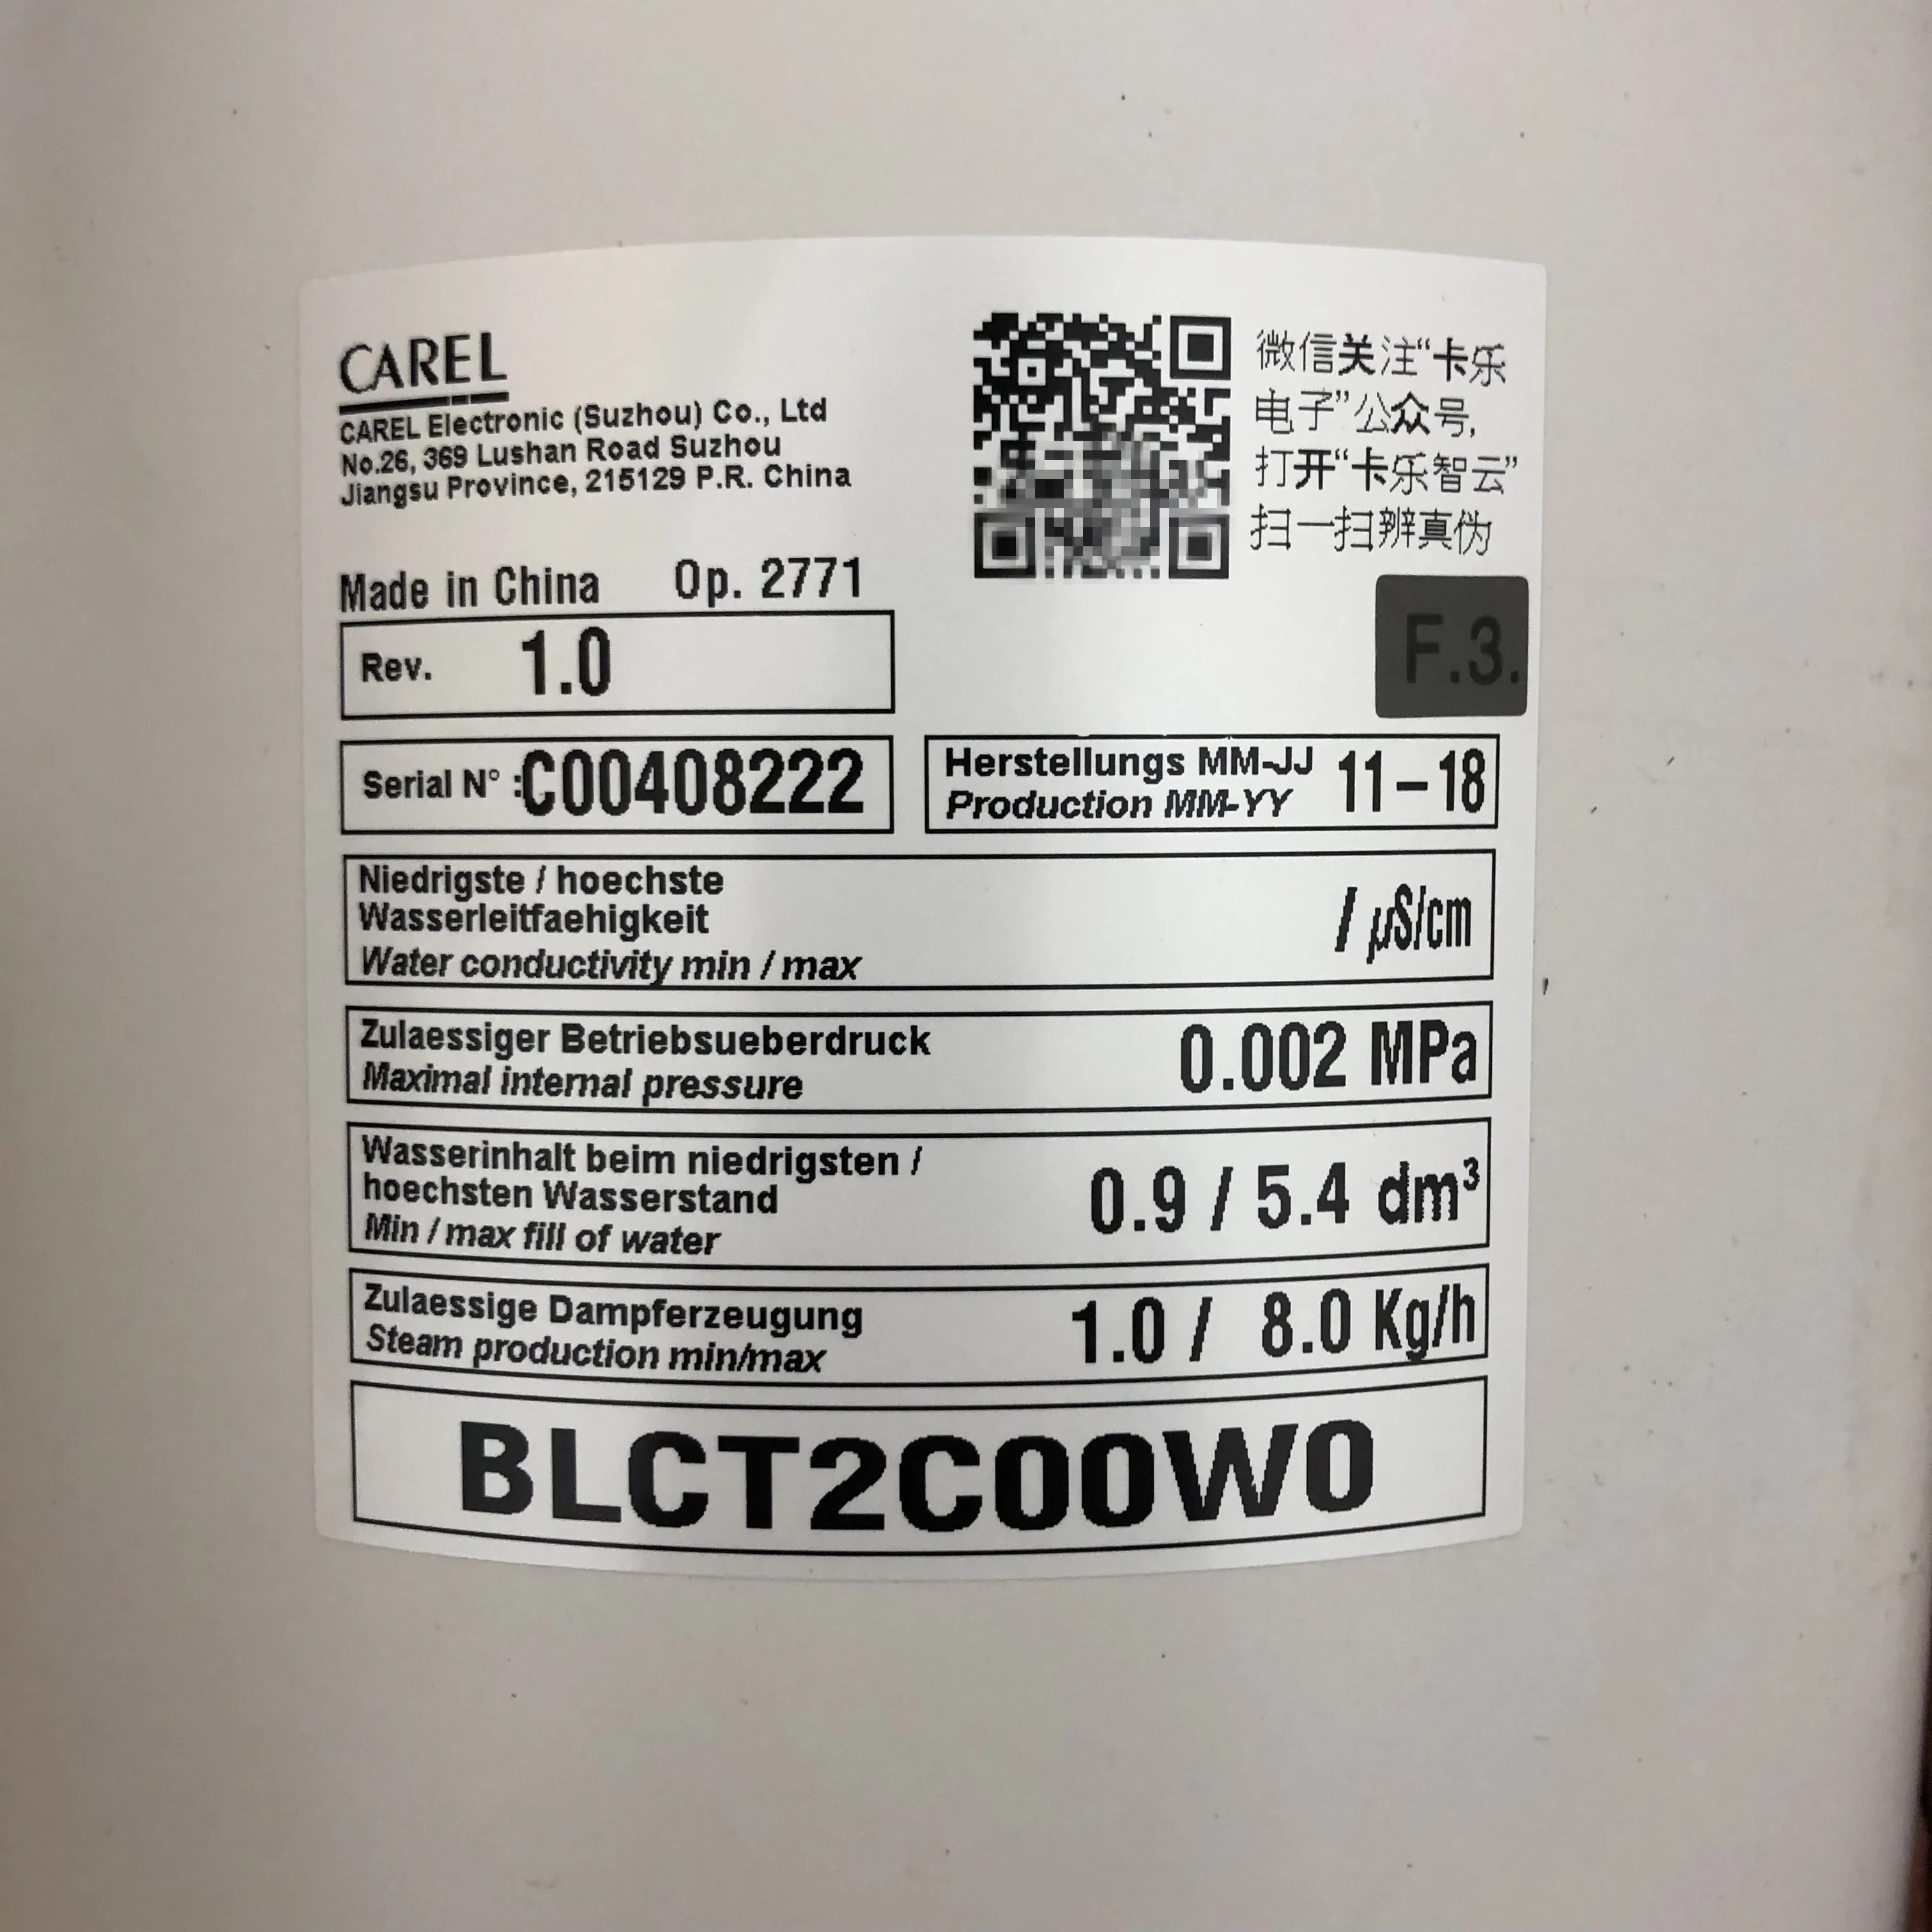 CAREL
CAREL Electronic (Suzhou) Co., Ltd
No.26, 369 Lushan Road Suzhou
Jiangsu Province, 215129 P.R. China
微信关注“卡乐
电子”公众号,
打开“卡乐智云”
扫一扫辨真伪
Made in China Op. 2771
F.3.
Rev. 1.0
Serial N° :C00408222
Herstellungs MM-JJ 11-18
Production MM-YY
Niedrigste / hoechste
Wasserleitfaehigkeit
Water conductivity min / max
/ µS/cm
Zulaessiger Betriebsueberdruck
Maximal internal pressure
0.002 MPa
Wasserinhalt beim niedrigsten /
hoechsten Wasserstand
Min / max fill of water
0.9 / 5.4 dm³
Zulaessige Dampferzeugung
Steam production min/max
1.0 / 8.0 Kg/h
BLCT2C00W0